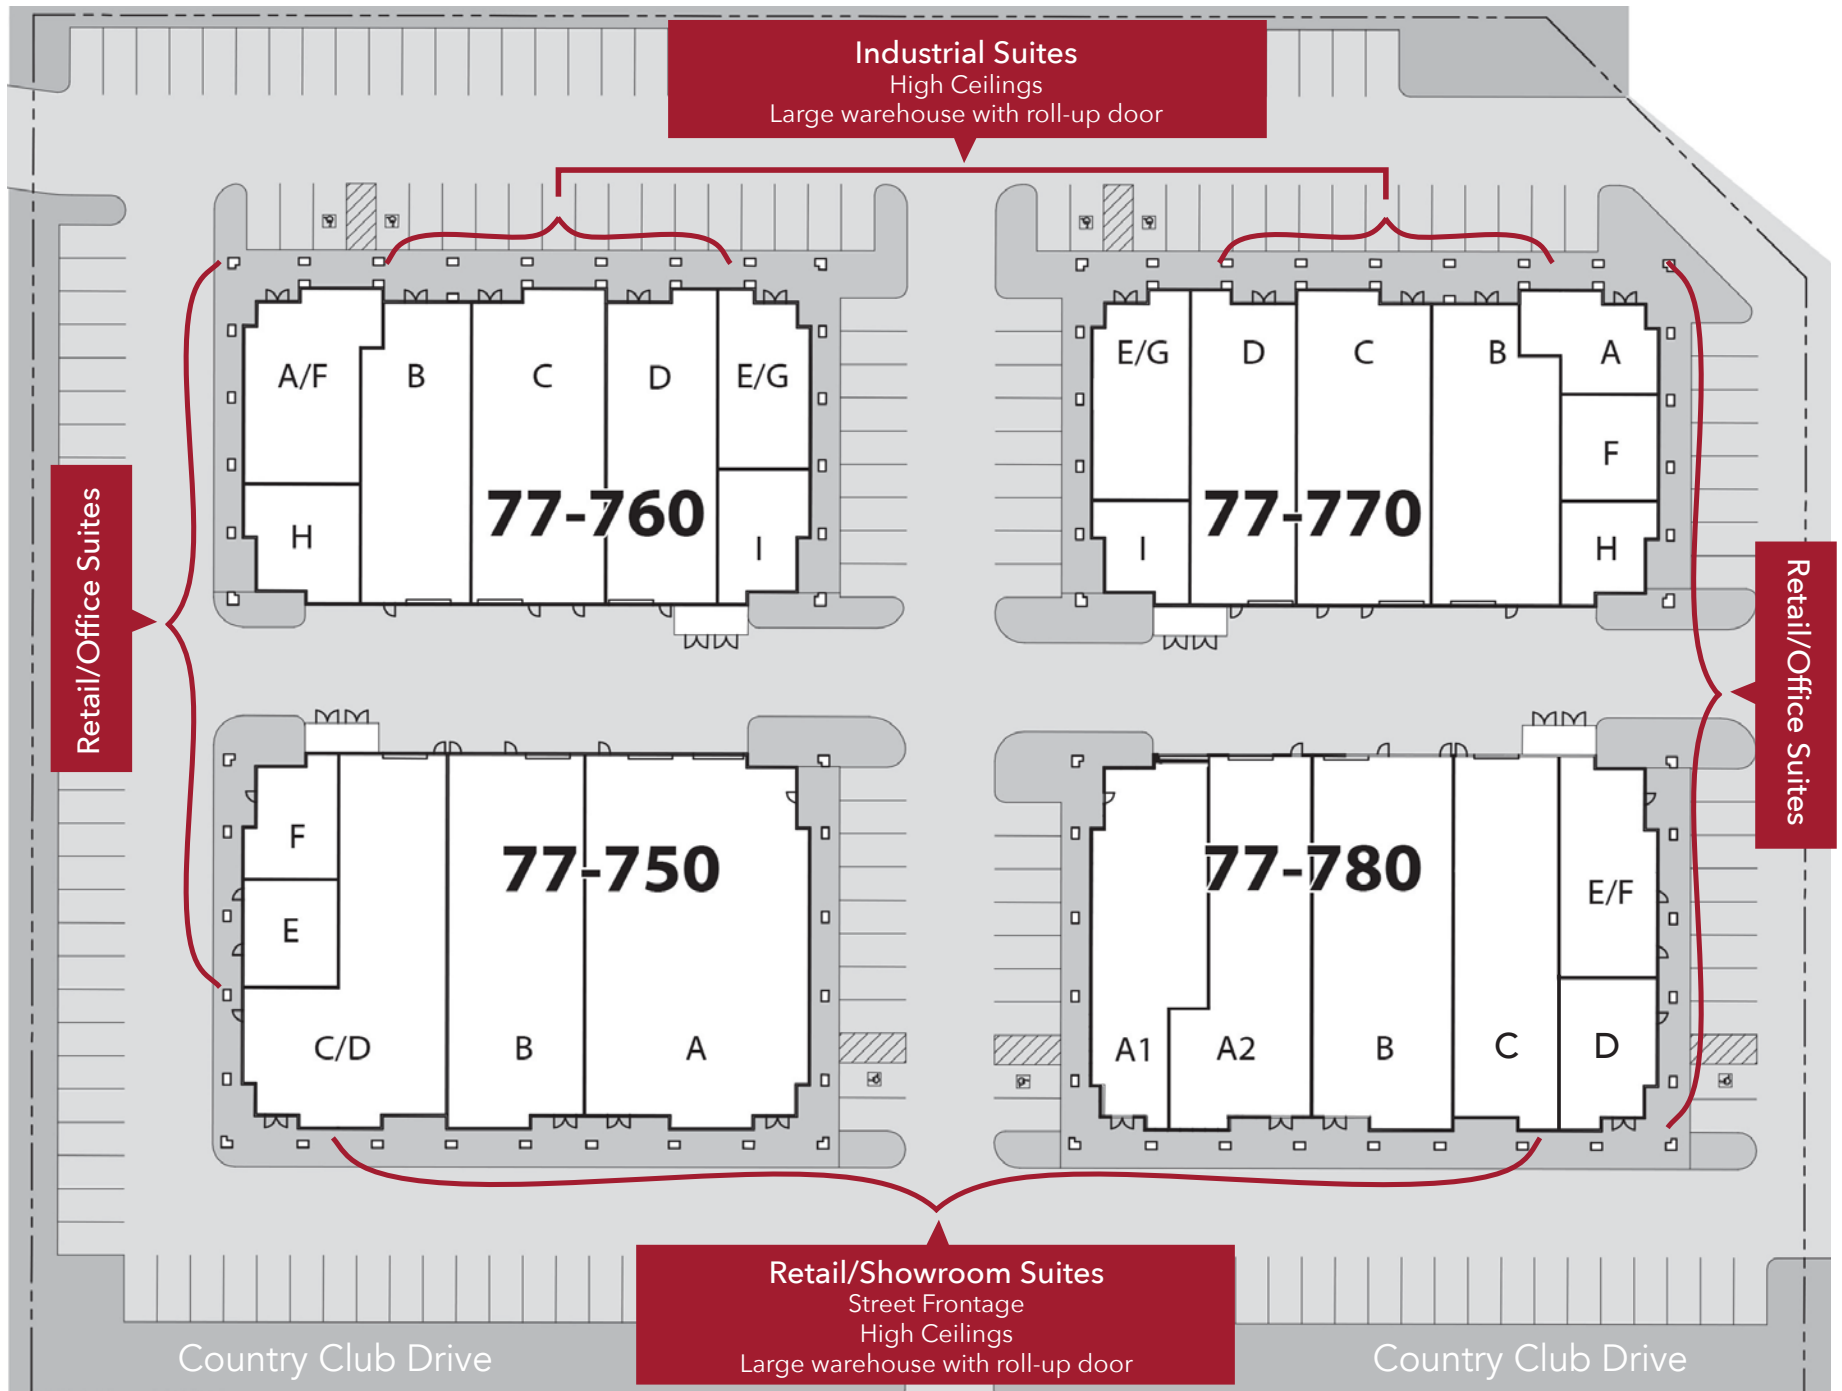 Industrial Suites
High Ceilings
Large warehouse with roll-up door
A/F
B
C
D
E/G
H
I
77-760
E/G
D
C
B
A
F
I
H
77-770
Retail/Office Suites
Retail/Office Suites
F
E
C/D
B
A
77-750
A1
A2
B
C
D
E/F
77-780
Retail/Showroom Suites
Street Frontage
High Ceilings
Large warehouse with roll-up door
Country Club Drive
Country Club Drive